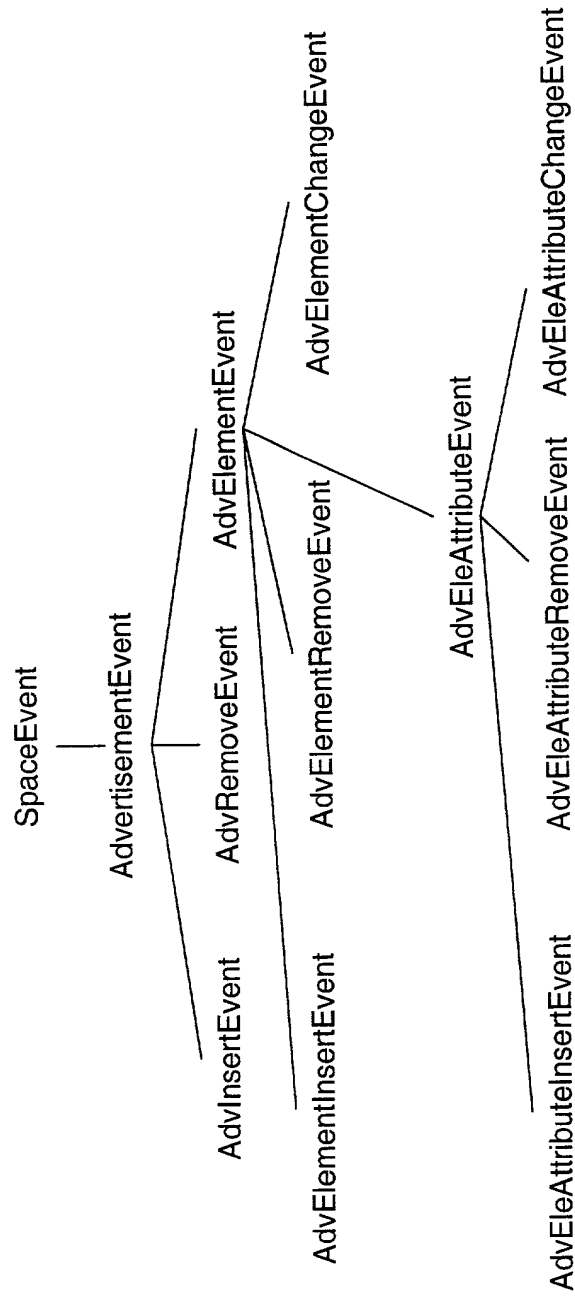 SpaceEvent
AdvertisementEvent
AdvInsertEvent
AdvRemoveEvent
AdvElementEvent
AdvElementInsertEvent
AdvElementRemoveEvent
AdvElementChangeEvent
AdvEleAttributeEvent
AdvEleAttributeInsertEvent
AdvEleAttributeRemoveEvent
AdvEleAttributeChangeEvent